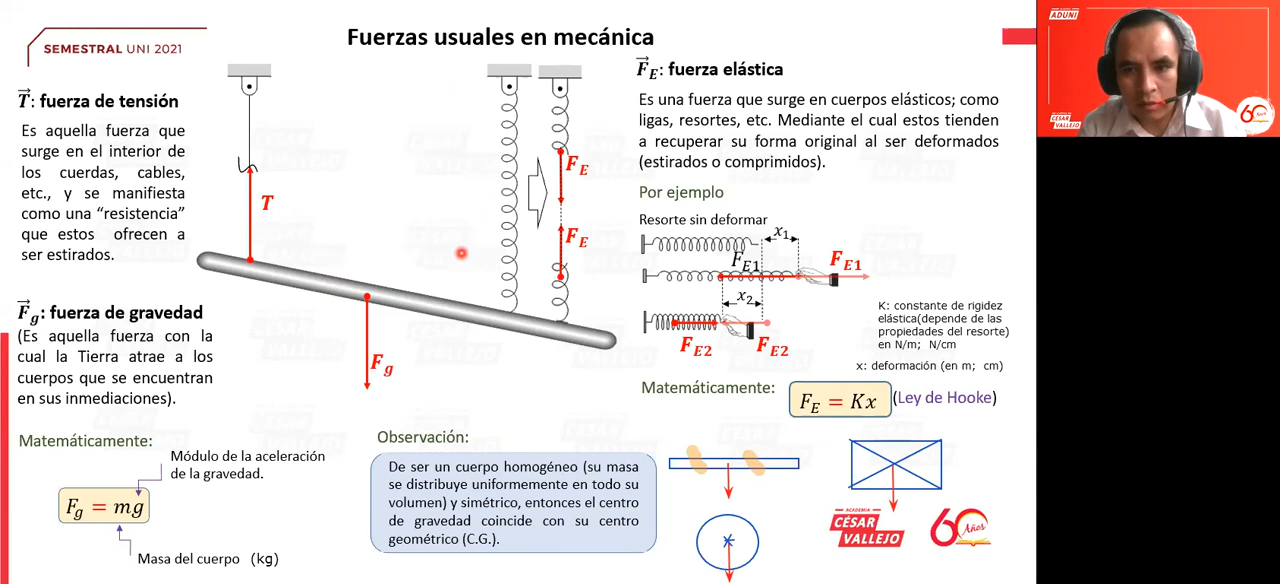 SEMESTRAL UNI 2021
Fuerzas usuales en mecánica
T: fuerza de tensión
Es aquella fuerza que
surge en el interior de
los cuerdas, cables,
etc., y se manifiesta
como una “resistencia”
que estos ofrecen a
ser estirados.
F_g: fuerza de gravedad
(Es aquella fuerza con la
cual la Tierra atrae a los
cuerpos que se encuentran
en sus inmediaciones).
Matemáticamente:
Módulo de la aceleración
de la gravedad.
F_g = mg
Masa del cuerpo (kg)
T
F_g
F_E
F_E
Observación:
De ser un cuerpo homogéneo (su masa
se distribuye uniformemente en todo su
volumen) y simétrico, entonces el centro
de gravedad coincide con su centro
geométrico (C.G.).
F_E: fuerza elástica
Es una fuerza que surge en cuerpos elásticos; como
ligas, resortes, etc. Mediante el cual estos tienden
a recuperar su forma original al ser deformados
(estirados o comprimidos).
Por ejemplo
Resorte sin deformar
x_1
F_E1
F_E1
x_2
F_E2
F_E2
K: constante de rigidez
elástica(depende de las
propiedades del resorte)
en N/m; N/cm
x: deformación (en m; cm)
Matemáticamente:
F_E = Kx
(Ley de Hooke)
ACADEMIA
CÉSAR
VALLEJO
60 Años
ADUNI
CÉSAR
VALLEJO
60 Años